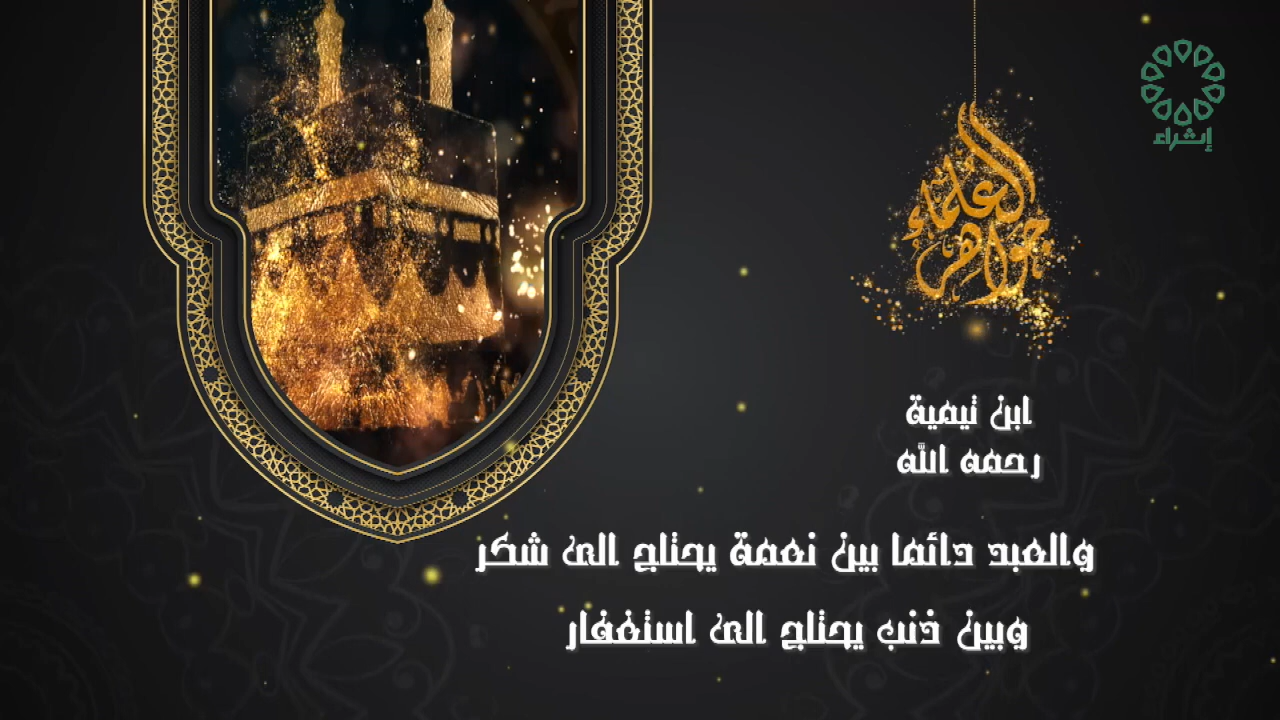 إثراء
جواهر العلماء
ابن تيمية
رحمه الله
والعبد دائما بين نعمة يحتاج الى شكر
وبين ذنب يحتاج الى استغفار